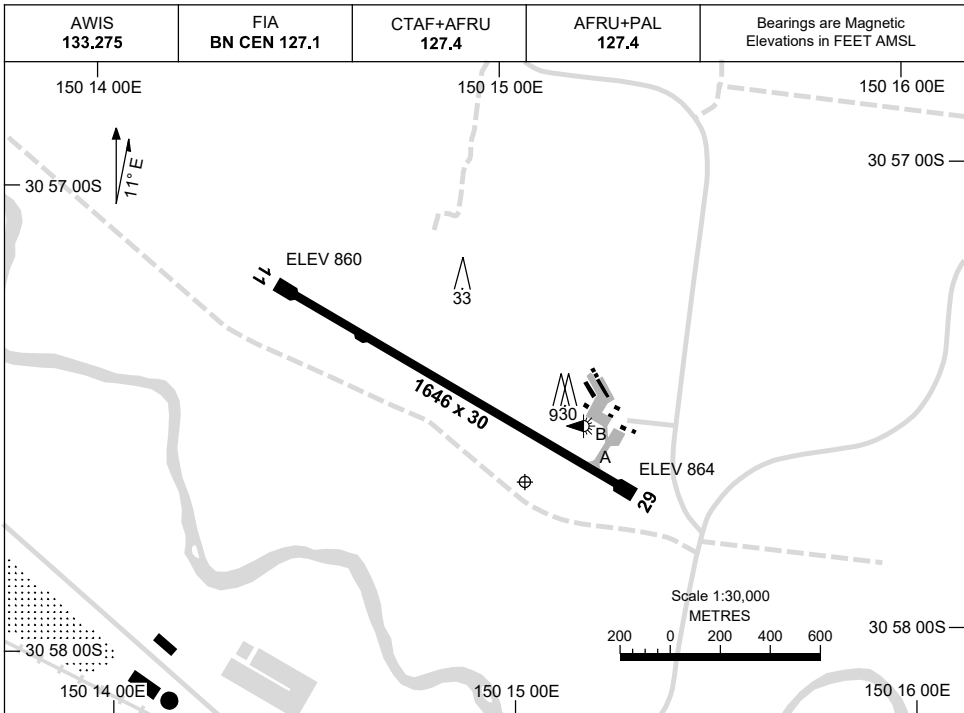 AWIS
133.275
FIA
BN CEN 127.1
CTAF+AFRU
127.4
AFRU+PAL
127.4
Bearings are Magnetic
Elevations in FEET AMSL
150 14 00E
150 15 00E
150 16 00E
11° E
30 57 00S
30 57 00S
ELEV 860
11
33
1646 x 30
930
B
A
ELEV 864
29
Scale 1:30,000
METRES
200 0 200 400 600
30 58 00S
30 58 00S
150 14 00E
150 15 00E
150 16 00E